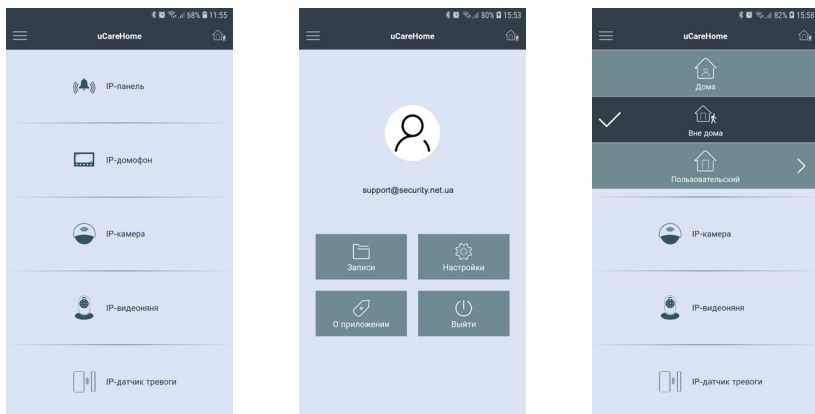 68% 11:55
uCareHome
IP-панель
IP-домофон
IP-камера
IP-видеоняня
IP-датчик тревоги
80% 15:53
uCareHome
support@security.net.ua
Записи
Настройки
О приложении
Выйти
82% 15:58
uCareHome
Дома
Вне дома
Пользовательский
IP-камера
IP-видеоняня
IP-датчик тревоги